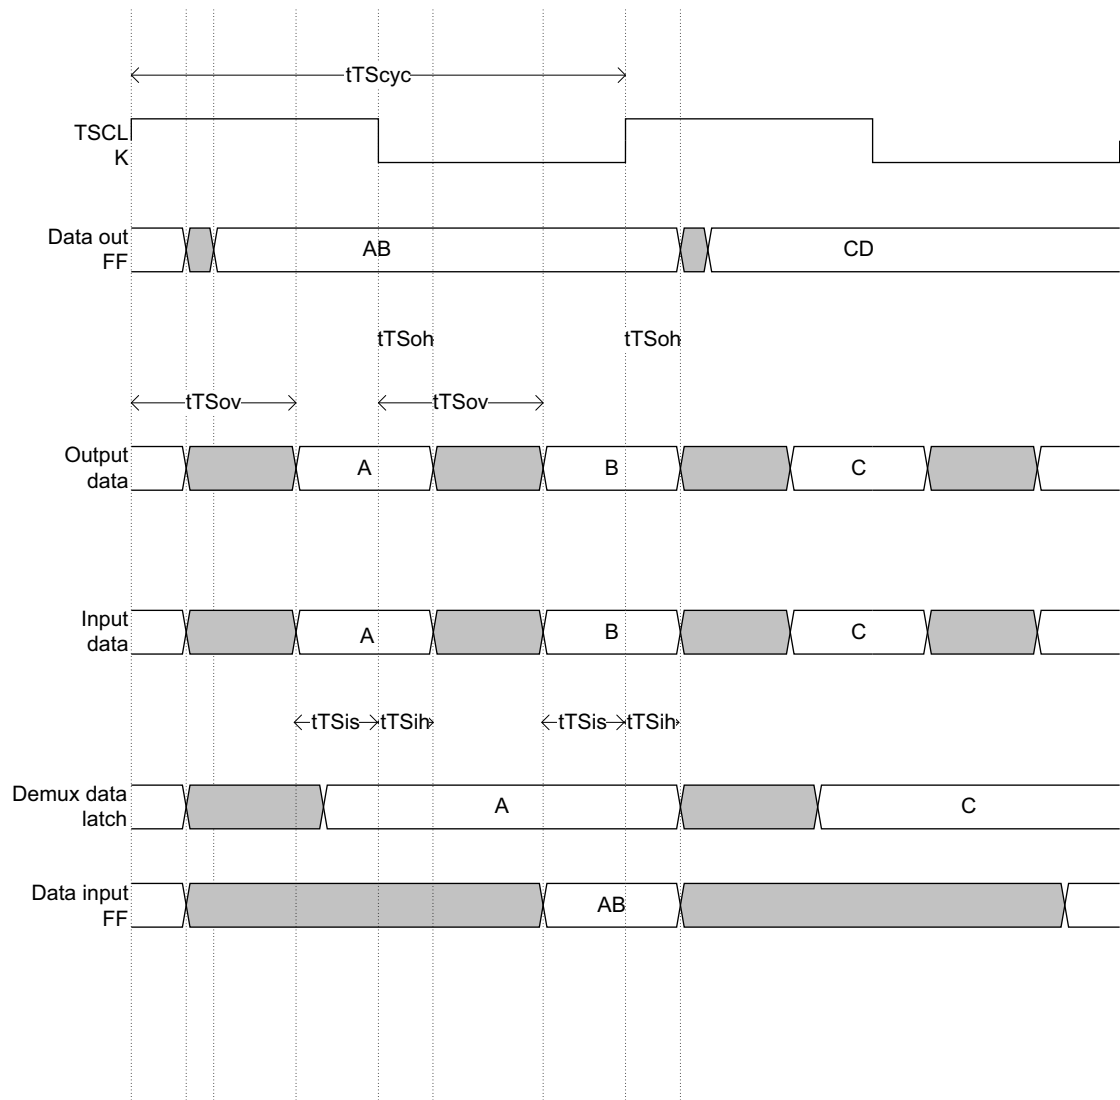 tTScyc
TSCL
K
Data out
FF
AB
CD
tTSoh
tTSoh
tTSov
tTSov
Output
data
A
B
C
Input
data
A
B
C
tTSis
tTSih
tTSis
tTSih
Demux data
latch
A
C
Data input
FF
AB